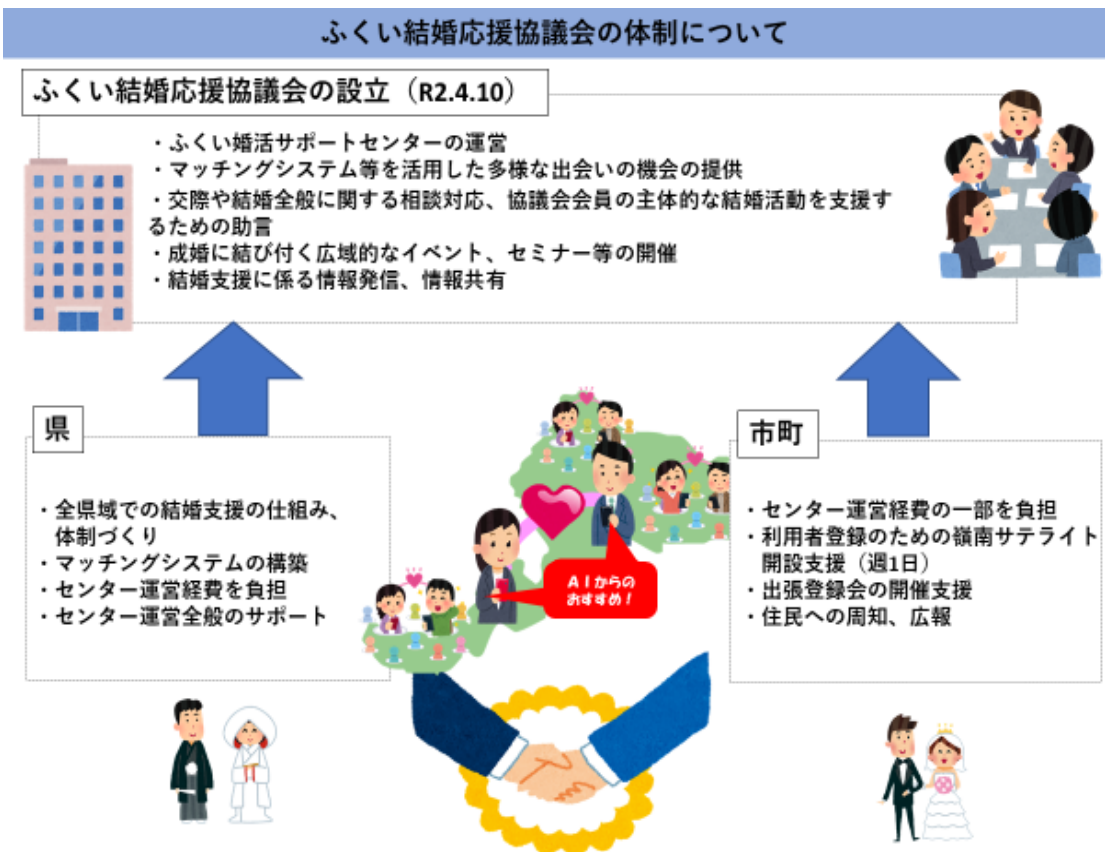 ふくい結婚応援協議会の体制について
ふくい結婚応援協議会の設立（R2.4.10）
・ふくい婚活サポートセンターの運営
・マッチングシステム等を活用した多様な出会いの機会の提供
・交際や結婚全般に関する相談対応、協議会会員の主体的な結婚活動を支援す
るための助言
・成婚に結び付く広域的なイベント、セミナー等の開催
・結婚支援に係る情報発信、情報共有
県
・全県域での結婚支援の仕組み、
体制づくり
・マッチングシステムの構築
・センター運営経費を負担
・センター運営全般のサポート
AIからの
おすすめ！
市町
・センター運営経費の一部を負担
・利用者登録のための嶺南サテライト
開設支援（週1日）
・出張登録会の開催支援
・住民への周知、広報